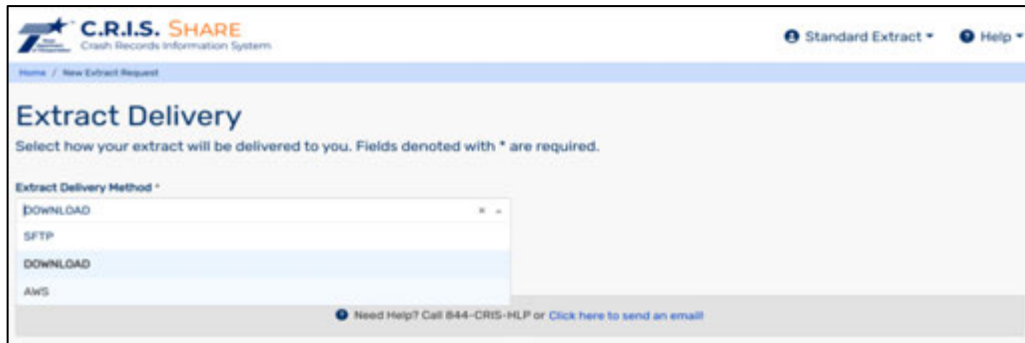 C.R.I.S. SHARE
Crash Records Information System
Standard Extract
Help
Home / New Extract Request
Extract Delivery
Select how your extract will be delivered to you. Fields denoted with * are required.
Extract Delivery Method *
DOWNLOAD
SFTP
DOWNLOAD
AWS
Need Help? Call 844-CRIS-HLP or Click here to send an email!